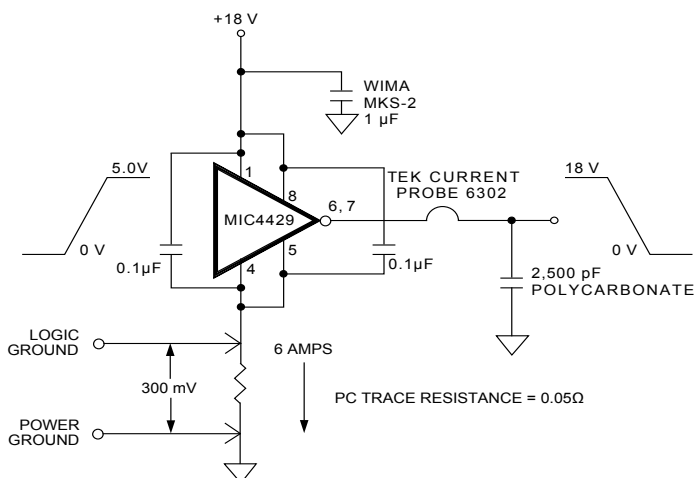 +18 V
WIMA
MKS-2
1 µF
5.0V
0 V
0.1µF
1
8
MIC4429
6, 7
5
4
0.1µF
TEK CURRENT
PROBE 6302
18 V
0 V
2,500 pF
POLYCARBONATE
LOGIC
GROUND
300 mV
6 AMPS
PC TRACE RESISTANCE = 0.05Ω
POWER
GROUND